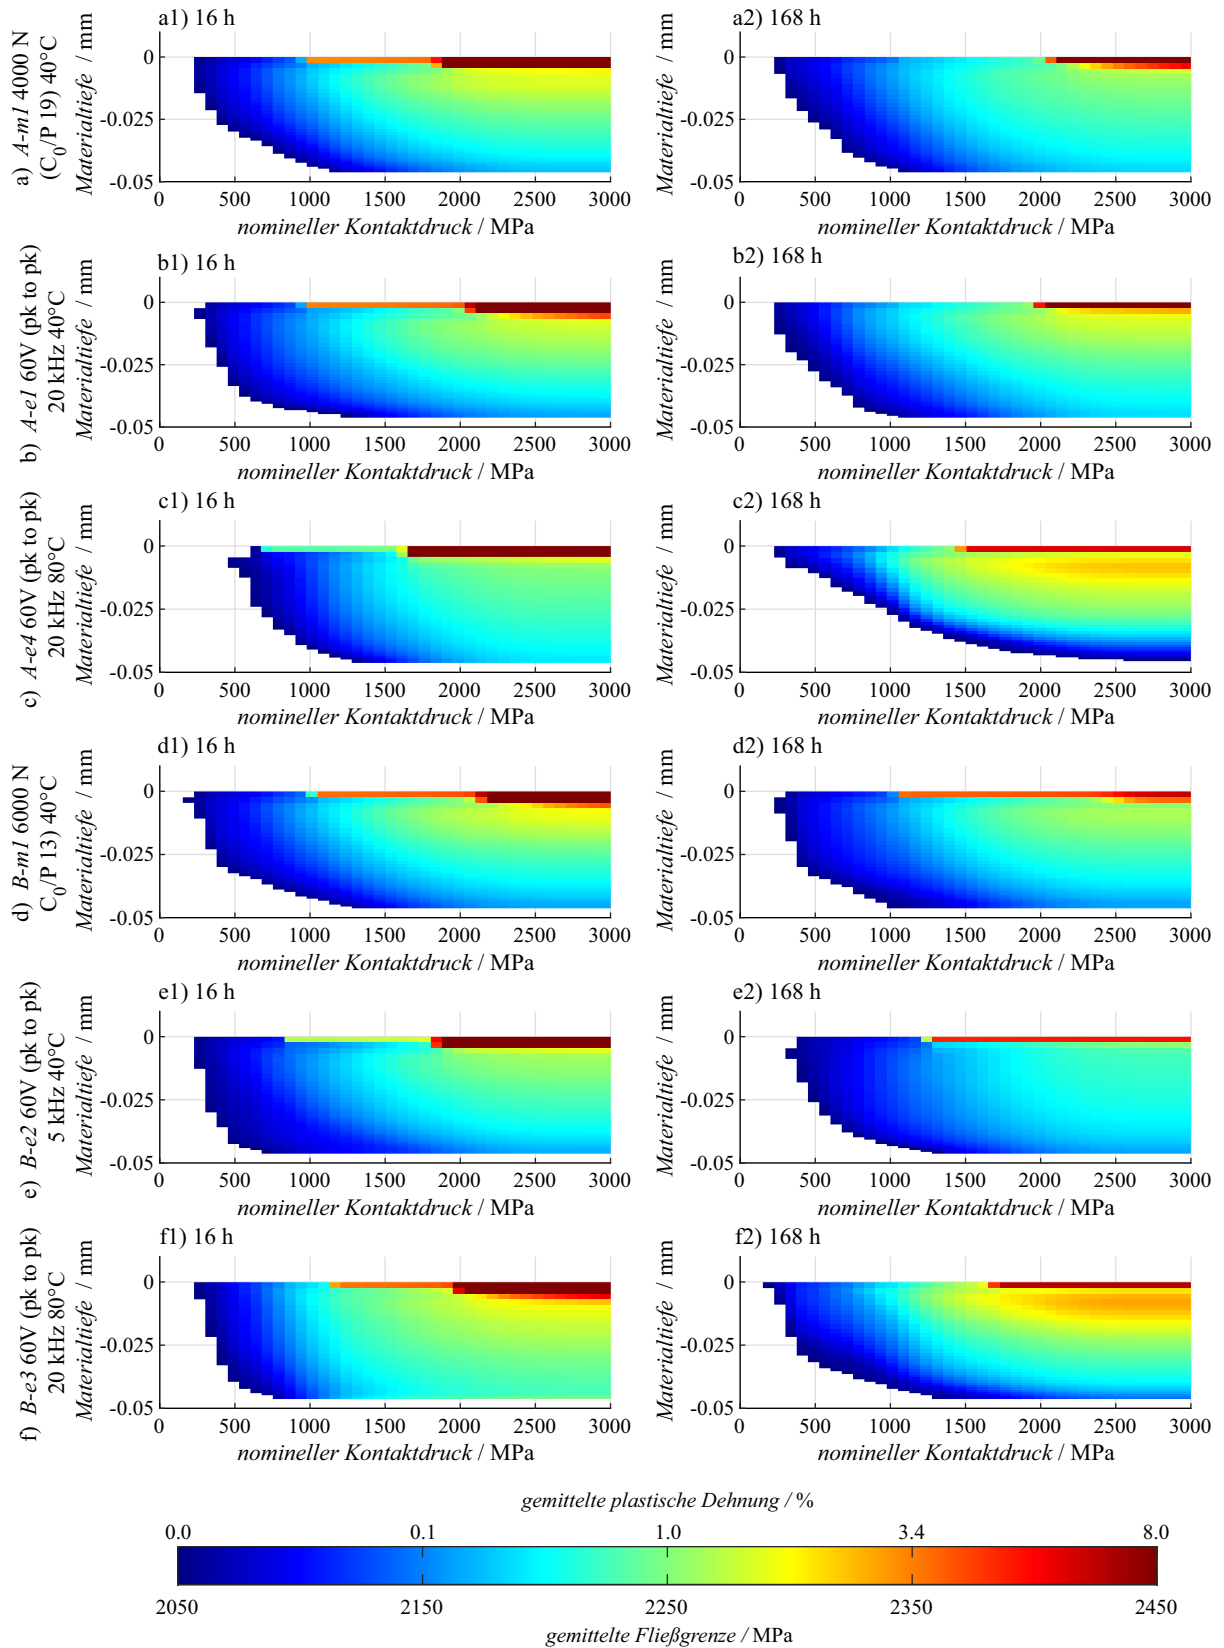 a1) 16 h
a2) 168 h
a) A-m1 4000 N
(C0/P 19) 40°C
Materialtiefe / mm
0
-0.025
-0.05
0 500 1000 1500 2000 2500 3000
nomineller Kontaktdruck / MPa
Materialtiefe / mm
0
-0.025
-0.05
0 500 1000 1500 2000 2500 3000
nomineller Kontaktdruck / MPa
b1) 16 h
b2) 168 h
b) A-e1 60V (pk to pk)
20 kHz 40°C
Materialtiefe / mm
0
-0.025
-0.05
0 500 1000 1500 2000 2500 3000
nomineller Kontaktdruck / MPa
Materialtiefe / mm
0
-0.025
-0.05
0 500 1000 1500 2000 2500 3000
nomineller Kontaktdruck / MPa
c1) 16 h
c2) 168 h
c) A-e4 60V (pk to pk)
20 kHz 80°C
Materialtiefe / mm
0
-0.025
-0.05
0 500 1000 1500 2000 2500 3000
nomineller Kontaktdruck / MPa
Materialtiefe / mm
0
-0.025
-0.05
0 500 1000 1500 2000 2500 3000
nomineller Kontaktdruck / MPa
d1) 16 h
d2) 168 h
d) B-m1 6000 N
C0/P 13) 40°C
Materialtiefe / mm
0
-0.025
-0.05
0 500 1000 1500 2000 2500 3000
nomineller Kontaktdruck / MPa
Materialtiefe / mm
0
-0.025
-0.05
0 500 1000 1500 2000 2500 3000
nomineller Kontaktdruck / MPa
e1) 16 h
e2) 168 h
e) B-e2 60V (pk to pk)
5 kHz 40°C
Materialtiefe / mm
0
-0.025
-0.05
0 500 1000 1500 2000 2500 3000
nomineller Kontaktdruck / MPa
Materialtiefe / mm
0
-0.025
-0.05
0 500 1000 1500 2000 2500 3000
nomineller Kontaktdruck / MPa
f1) 16 h
f2) 168 h
f) B-e3 60V (pk to pk)
20 kHz 80°C
Materialtiefe / mm
0
-0.025
-0.05
0 500 1000 1500 2000 2500 3000
nomineller Kontaktdruck / MPa
Materialtiefe / mm
0
-0.025
-0.05
0 500 1000 1500 2000 2500 3000
nomineller Kontaktdruck / MPa
gemittelte plastische Dehnung / %
0.0 0.1 1.0 3.4 8.0
2050 2150 2250 2350 2450
gemittelte Fließgrenze / MPa